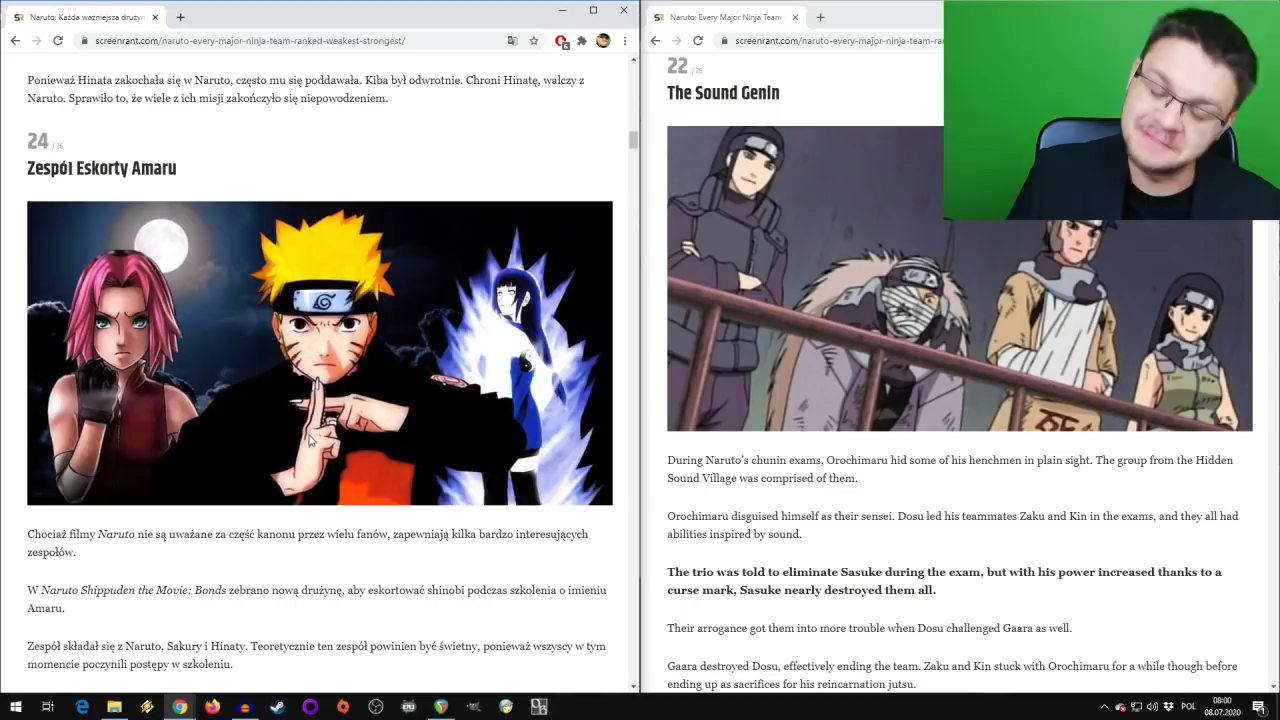 Naruto: Każda ważniejsza drużyn
screenrant.com/naruto-every-major-ninja-team-ranked-weakest-strongest/
Ponieważ Hinata zakochała się w Naruto, często mu się poddawała. Kiba był odwrotnie. Chroni Hinatę, walczy z
Naruto. Sprawiło to, że wiele z ich misji zakończyło się niepowodzeniem.
24 / 26
Zespół Eskorty Amaru
Chociaż filmy Naruto nie są uważane za część kanonu przez wielu fanów, zapewniają kilka bardzo interesujących
zespołów.
W Naruto Shippuden the Movie: Bonds zebrano nową drużynę, aby eskortować shinobi podczas szkolenia o imieniu
Amaru.
Zespół składał się z Naruto, Sakury i Hinaty. Teoretycznie ten zespół powinien być świetny, ponieważ wszyscy w tym
momencie poczynili postępy w szkoleniu.
Naruto: Every Major Ninja Team
screenrant.com/naruto-every-major-ninja-team-ran
22 / 26
The Sound Genin
During Naruto's chunin exams, Orochimaru hid some of his henchmen in plain sight. The group from the Hidden
Sound Village was comprised of them.
Orochimaru disguised himself as their sensei. Dosu led his teammates Zaku and Kin in the exams, and they all had
abilities inspired by sound.
The trio was told to eliminate Sasuke during the exam, but with his power increased thanks to a
curse mark, Sasuke nearly destroyed them all.
Their arrogance got them into more trouble when Dosu challenged Gaara as well.
Gaara destroyed Dosu, effectively ending the team. Zaku and Kin stuck with Orochimaru for a while though before
ending up as sacrifices for his reincarnation jutsu.
POL
08:00
08.07.2020